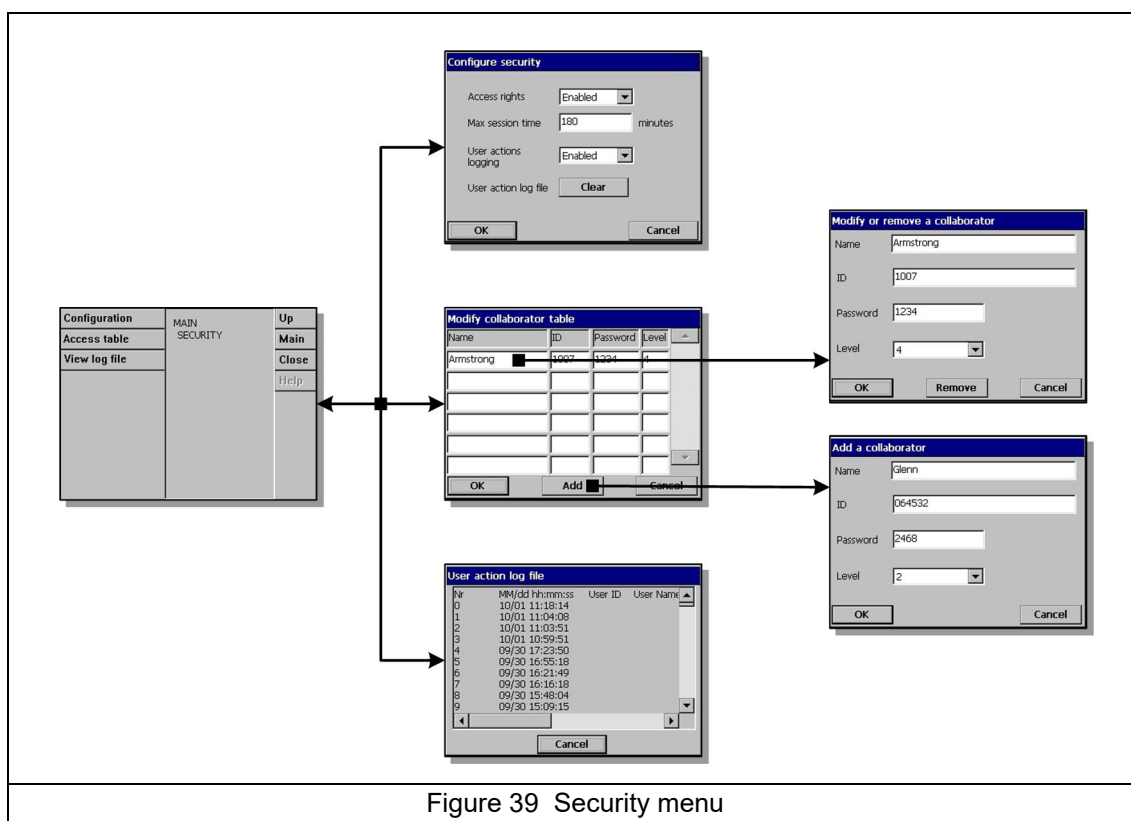 Configure security
Access rights Enabled
Max session time 180 minutes
User actions
logging Enabled
User action log file Clear
OK Cancel
Configuration MAIN Up
Access table SECURITY Main
View log file Close
Help
Modify collaborator table
Name ID Password Level
Armstrong 1007 1234 4
OK Add Cancel
Modify or remove a collaborator
Name Armstrong
ID 1007
Password 1234
Level 4
OK Remove Cancel
Add a collaborator
Name Glenn
ID 064532
Password 2468
Level 2
OK Cancel
User action log file
Nr MM/dd hh:mm:ss User ID User Name
0 10/01 11:18:14
1 10/01 11:04:08
2 10/01 11:03:51
3 10/01 10:59:51
4 09/30 17:23:50
5 09/30 16:55:18
6 09/30 16:21:49
7 09/30 16:16:18
8 09/30 15:48:04
9 09/30 15:09:15
Cancel
Figure 39 Security menu